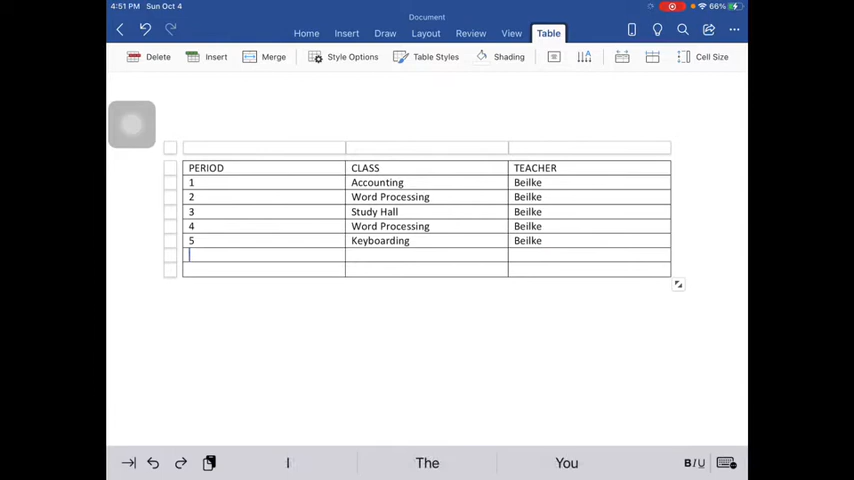 4:51 PM Sun Oct 4
66%
Document
Home Insert Draw Layout Review View Table
Delete Insert Merge Style Options Table Styles Shading Cell Size
PERIOD CLASS TEACHER
1 Accounting Beilke
2 Word Processing Beilke
3 Study Hall Beilke
4 Word Processing Beilke
5 Keyboarding Beilke
I The You BIU